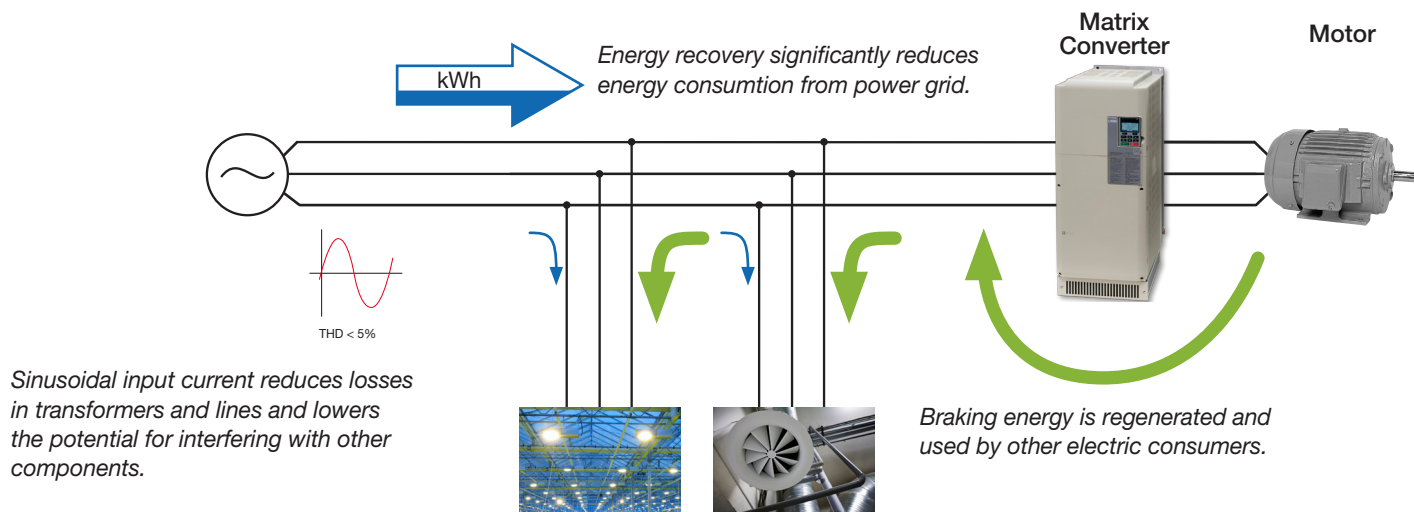 Matrix
Converter
Motor
kWh
Energy recovery significantly reduces
energy consumtion from power grid.
THD < 5%
Sinusoidal input current reduces losses
in transformers and lines and lowers
the potential for interfering with other
components.
Braking energy is regenerated and
used by other electric consumers.